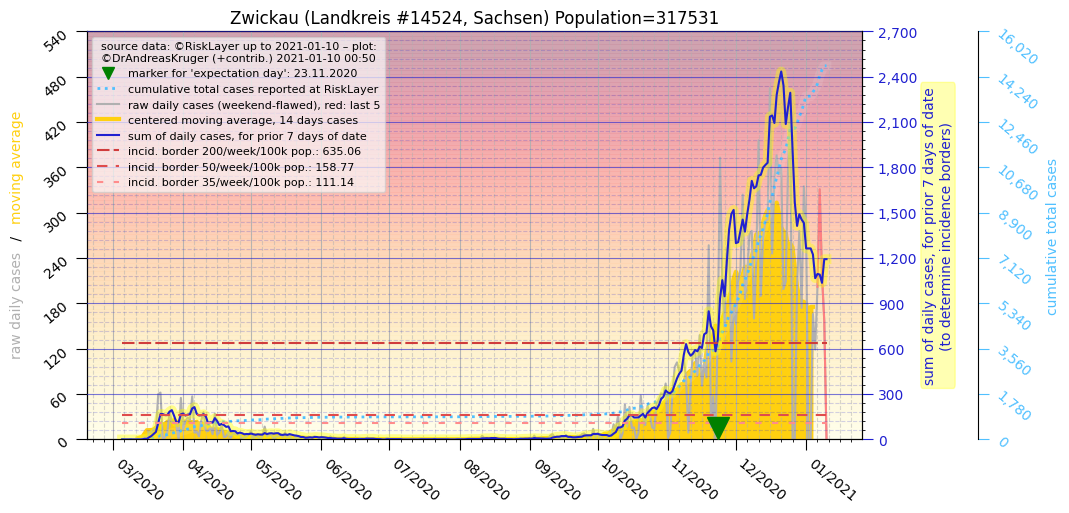 Zwickau (Landkreis #14524, Sachsen) Population=317531
source data: ©RiskLayer up to 2021-01-10 – plot:
©DrAndreasKruger (+contrib.) 2021-01-10 00:50
marker for 'expectation day': 23.11.2020
cumulative total cases reported at RiskLayer
raw daily cases (weekend-flawed), red: last 5
centered moving average, 14 days cases
sum of daily cases, for prior 7 days of date
incid. border 200/week/100k pop.: 635.06
incid. border 50/week/100k pop.: 158.77
incid. border 35/week/100k pop.: 111.14
raw daily cases / moving average
540
480
420
360
300
240
180
120
60
0
03/2020
04/2020
05/2020
06/2020
07/2020
08/2020
09/2020
10/2020
11/2020
12/2020
01/2021
2,700
2,400
2,100
1,800
1,500
1,200
900
600
300
0
sum of daily cases, for prior 7 days of date
(to determine incidence borders)
16,020
14,240
12,460
10,680
8,900
7,120
5,340
3,560
1,780
0
cumulative total cases